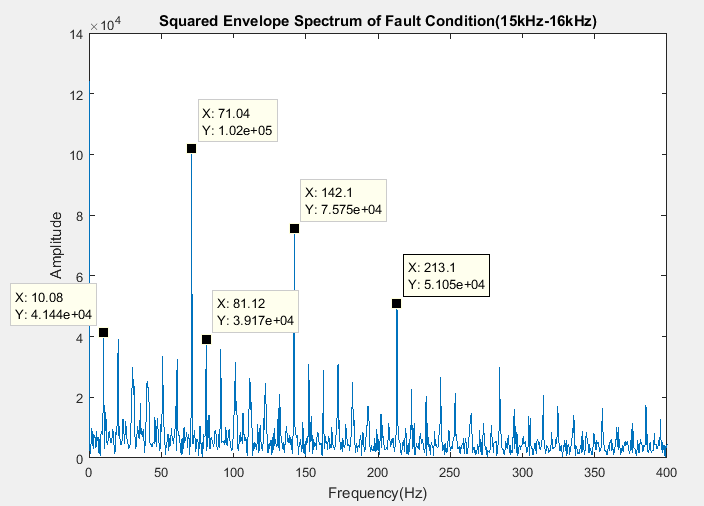 Squared Envelope Spectrum of Fault Condition(15kHz-16kHz)
×10⁴
14
12
10
8
6
4
2
0
Amplitude
X: 71.04
Y: 1.02e+05
X: 142.1
Y: 7.575e+04
X: 213.1
Y: 5.105e+04
X: 10.08
Y: 4.144e+04
X: 81.12
Y: 3.917e+04
0 50 100 150 200 250 300 350 400
Frequency(Hz)